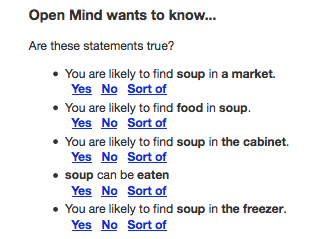 Open Mind wants to know...
Are these statements true?
• You are likely to find soup in a market.
Yes No Sort of
• You are likely to find food in soup.
Yes No Sort of
• You are likely to find soup in the cabinet.
Yes No Sort of
• soup can be eaten
Yes No Sort of
• You are likely to find soup in the freezer.
Yes No Sort of